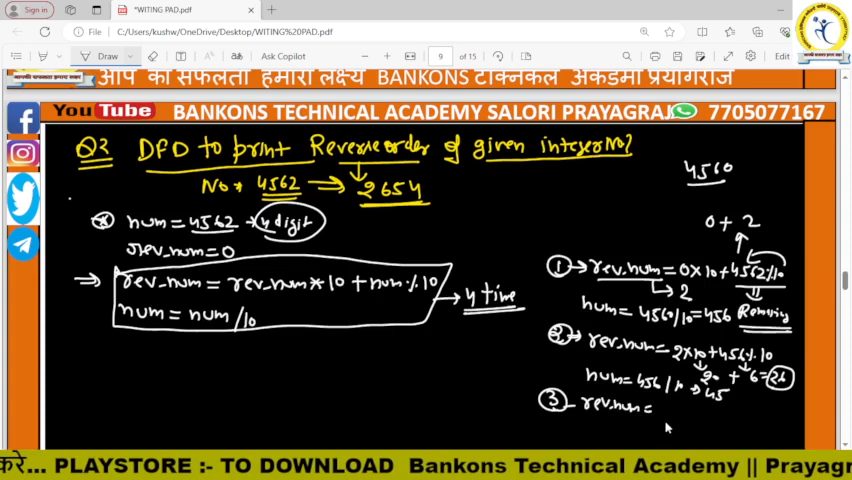 Sign in
*WITING PAD.pdf
File
C:/Users/kushw/OneDrive/Desktop/WITING%20PAD.pdf
Draw
Ask Copilot
9 of 15
Edit
आप की सफलता हमारा लक्ष्य BANKONS टेक्निकल अकेडमी प्रयागराज
YouTube BANKONS TECHNICAL ACADEMY SALORI PRAYAGRAJ 7705077167
DFD to print Reverse order of given integer No?
No = 4562 ⇒ 2654
4560
num = 4562 → 4 digit
rev_num = 0
⇒ rev_num = rev_num * 10 + num % 10
num = num / 10
→ 4 time
0 + 2
① → rev_num = 0×10 + 4562 % 10
→ 2
num = 4560/10 = 456 Remaining
② → rev_num = 2×10 + 456 % 10
20 + 6 = 26
num = 456 / 10 → 45
③ - rev_num =
करे... PLAYSTORE :- TO DOWNLOAD Bankons Technical Academy || Prayag